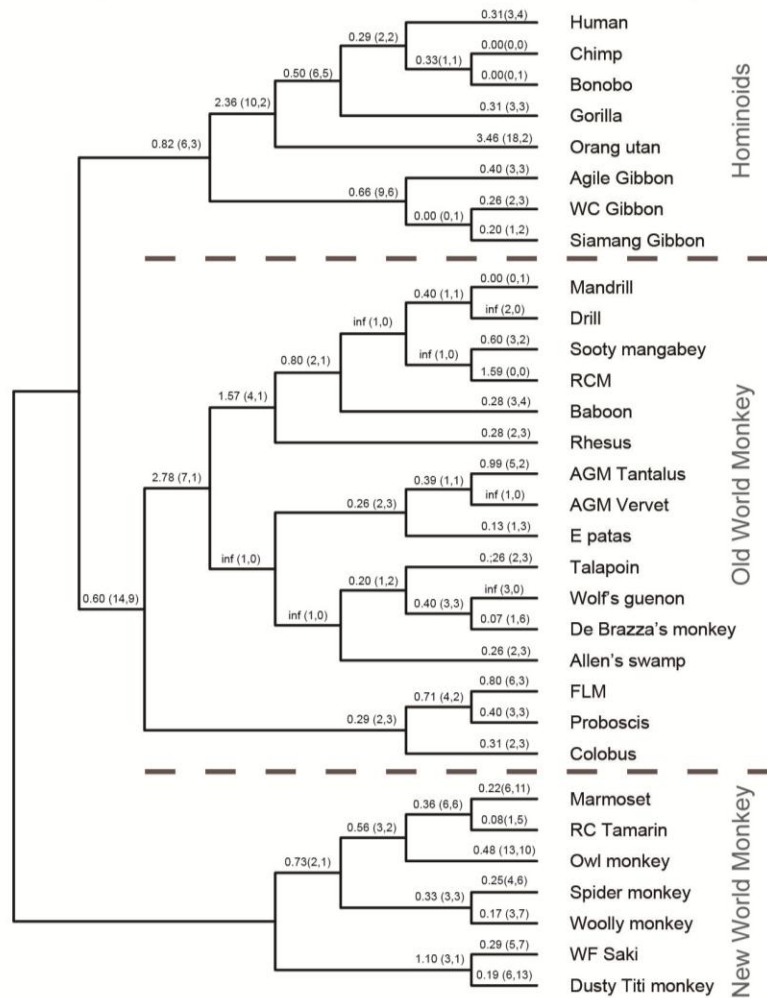 0.31(3,4)
Human
0.29 (2,2)
0.00(0,0)
Chimp
0.33(1,1)
0.50 (6,5)
0.00(0,1)
Bonobo
2.36 (10,2)
0.31 (3,3)
Gorilla
0.82 (6,3)
3.46 (18,2)
Orang utan
0.40 (3,3)
Agile Gibbon
0.66 (9,6)
0.26 (2,3)
WC Gibbon
0.00 (0,1)
0.20 (1,2)
Siamang Gibbon
Hominoids
0.00 (0,1)
Mandrill
0.40 (1,1)
inf (2,0)
Drill
inf (1,0)
0.60 (3,2)
Sooty mangabey
inf (1,0)
0.80 (2,1)
1.59 (0,0)
RCM
1.57 (4,1)
0.28 (3,4)
Baboon
0.28 (2,3)
Rhesus
2.78 (7,1)
0.99 (5,2)
AGM Tantalus
0.39 (1,1)
inf (1,0)
AGM Vervet
0.26 (2,3)
0.13 (1,3)
E patas
inf (1,0)
0.;26 (2,3)
Talapoin
0.20 (1,2)
inf (3,0)
Wolf's guenon
0.40 (3,3)
0.60 (14,9)
inf (1,0)
0.07 (1,6)
De Brazza's monkey
0.26 (2,3)
Allen's swamp
0.80 (6,3)
FLM
0.71 (4,2)
0.40 (3,3)
Proboscis
0.29 (2,3)
0.31 (2,3)
Colobus
Old World Monkey
0.22(6,11)
Marmoset
0.36 (6,6)
0.08(1,5)
RC Tamarin
0.56 (3,2)
0.48 (13,10)
Owl monkey
0.73(2,1)
0.25(4,6)
Spider monkey
0.33 (3,3)
0.17 (3,7)
Woolly monkey
0.29 (5,7)
WF Saki
1.10 (3,1)
0.19 (6,13)
Dusty Titi monkey
New World Monkey